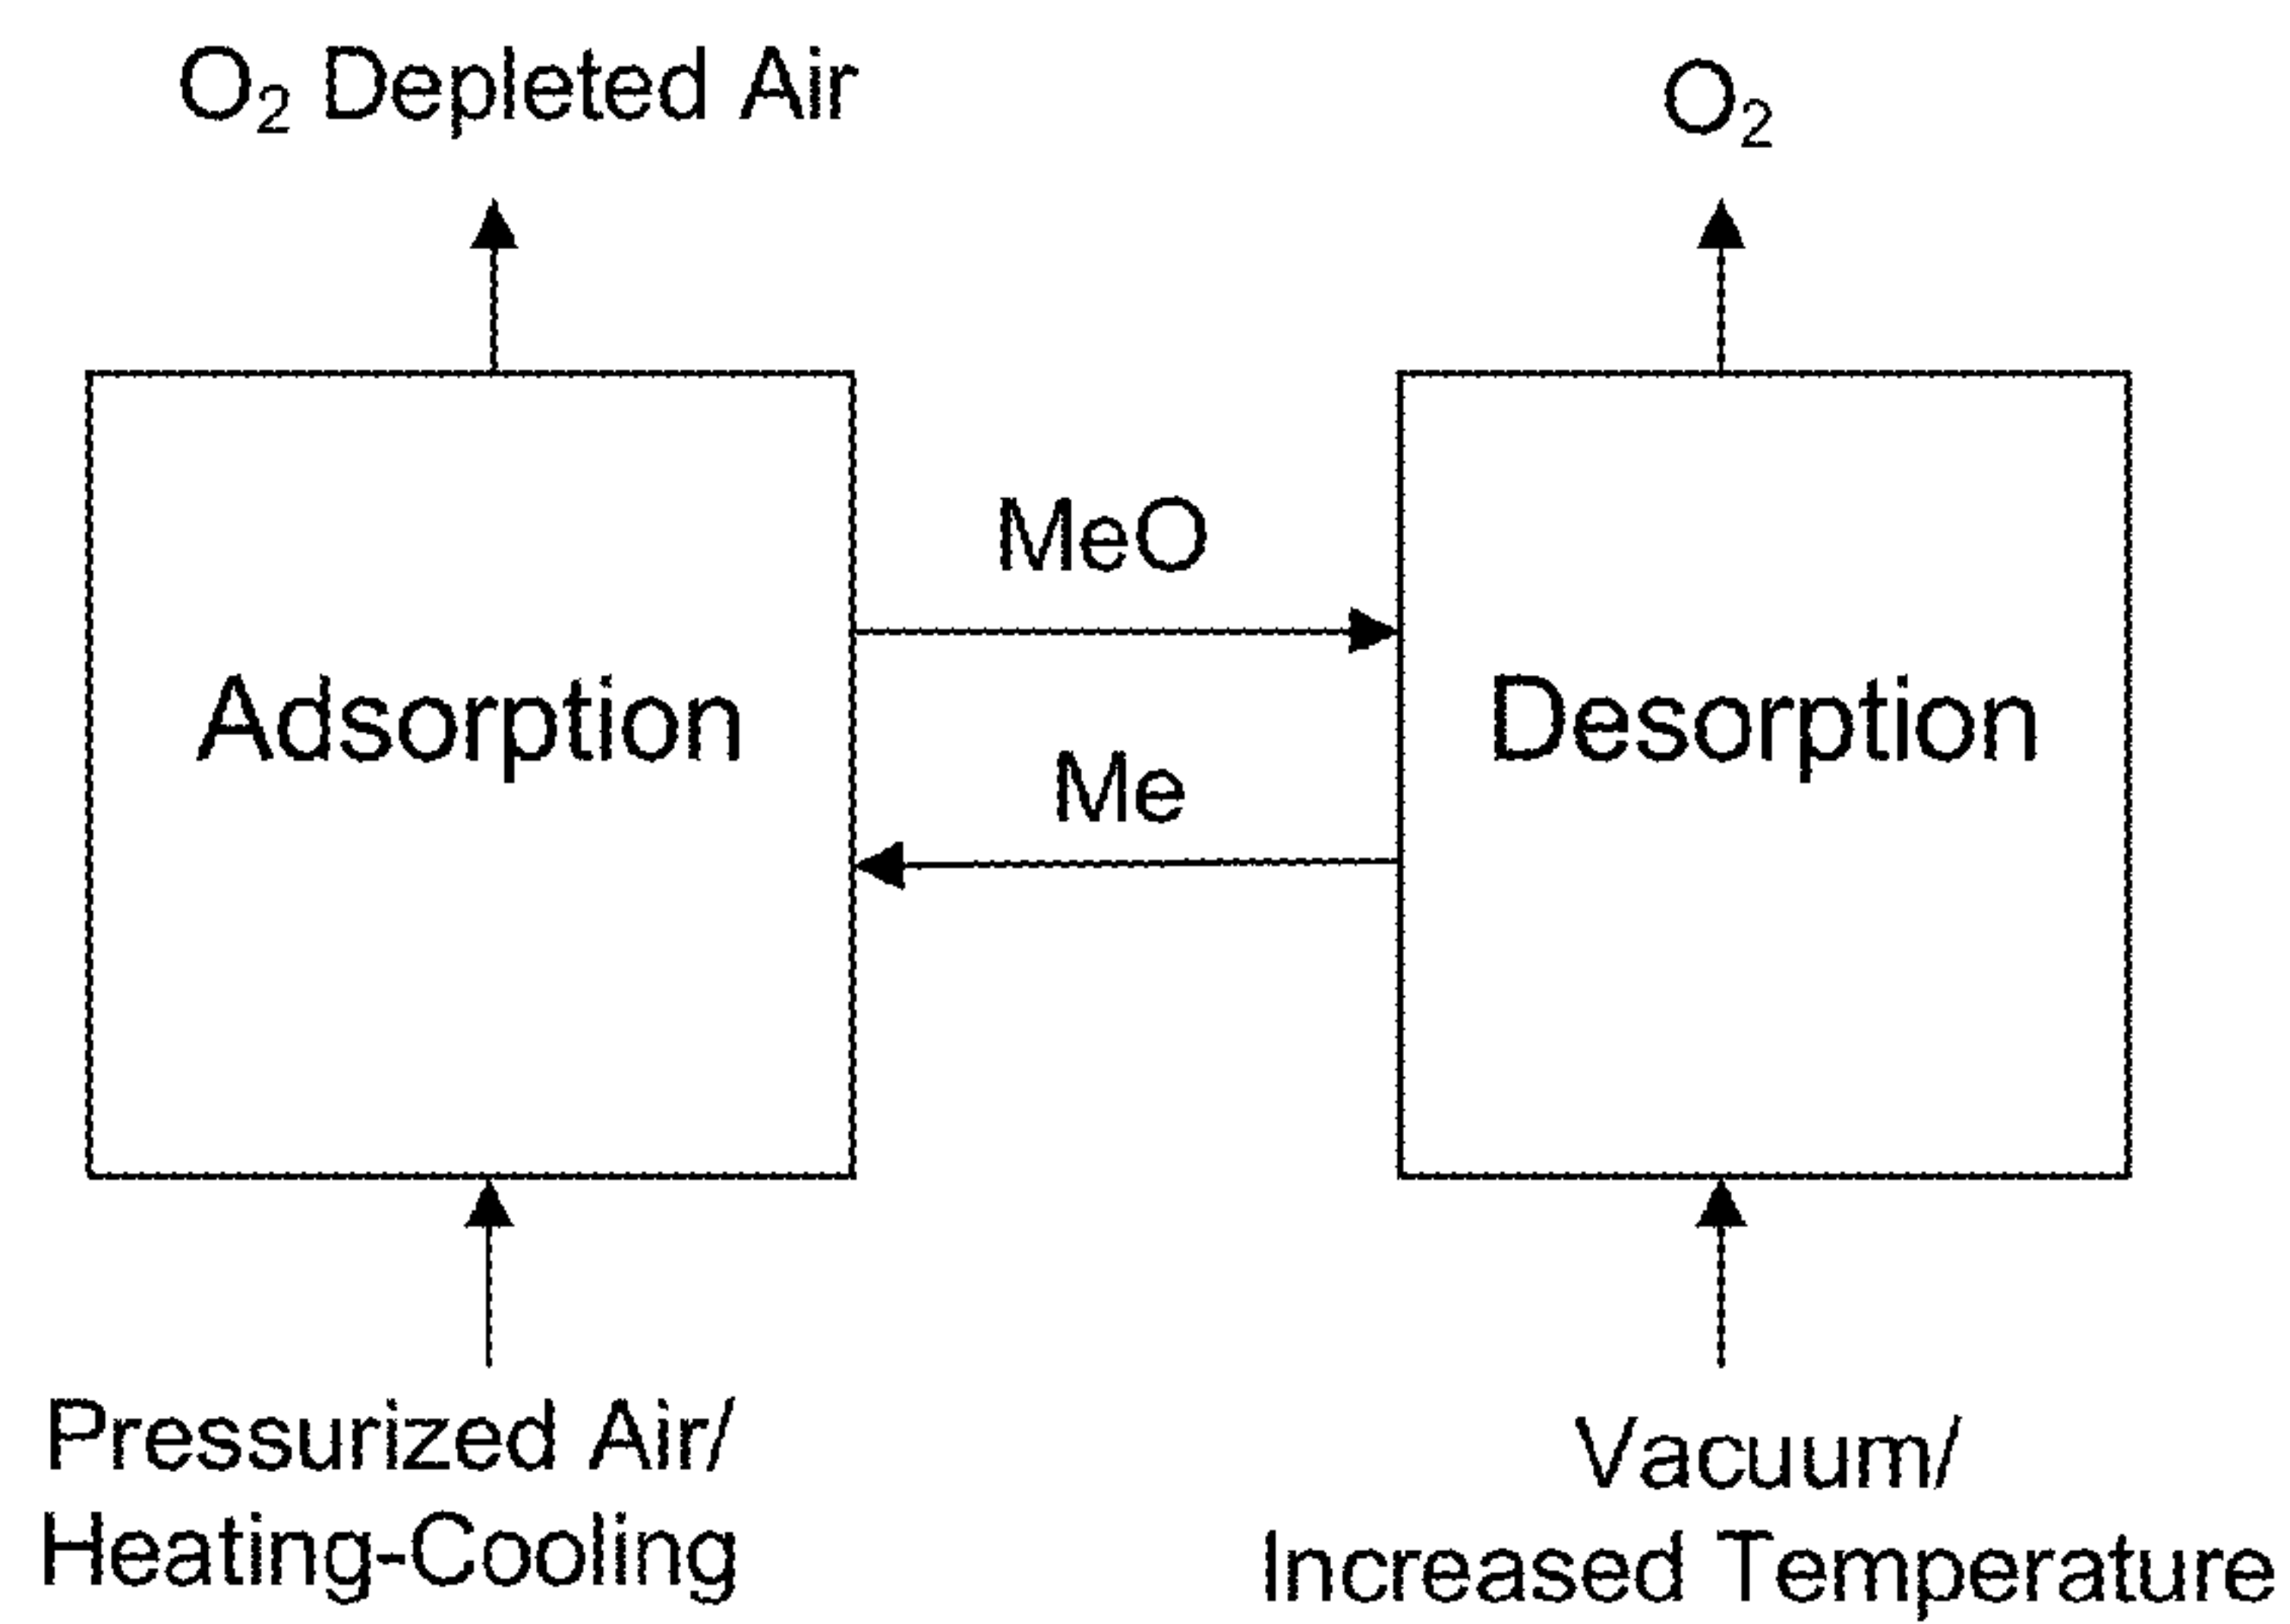 O₂ Depleted Air
O₂
MeO
Adsorption
Desorption
Me
Pressurized Air/
Heating-Cooling
Vacuum/
Increased Temperature